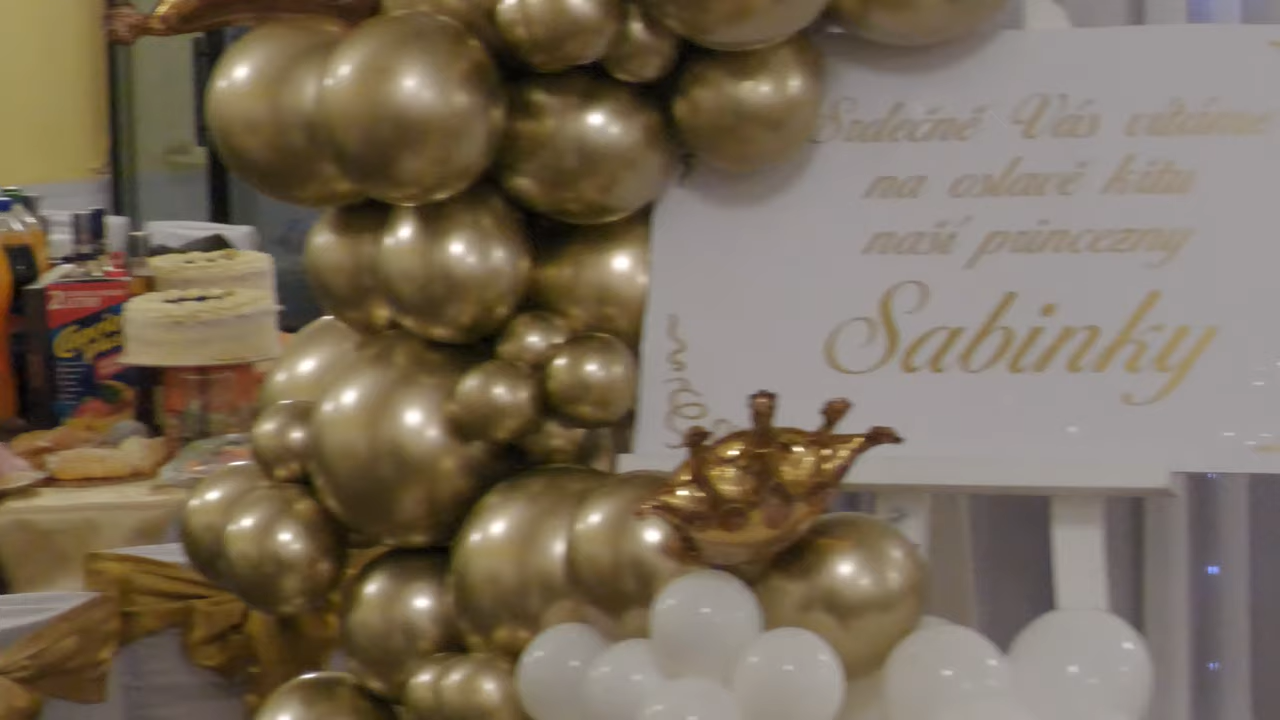 Srdečně Vás vítáme
na oslavě křtu
naší princezny
Sabinky